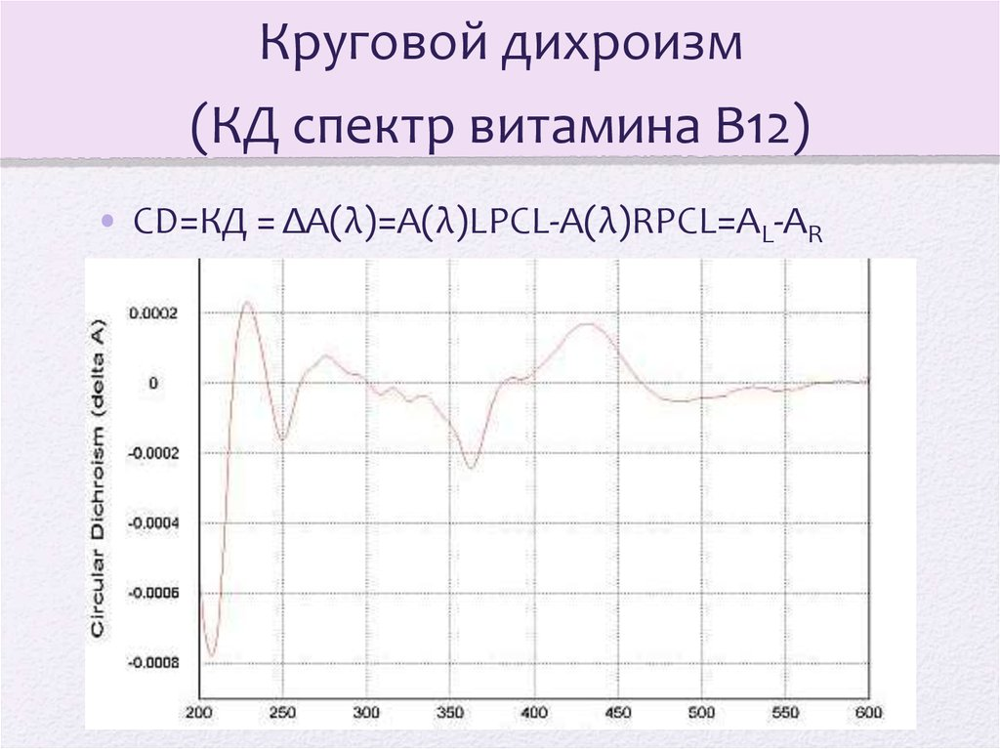 Круговой дихроизм
(КД спектр витамина В12)
• CD=КД = ΔA(λ)=A(λ)LPCL-A(λ)RPCL=AL-AR
Circular Dichroism (delta A)
0.0002
0
-0.0002
-0.0004
-0.0006
-0.0008
200 250 300 350 400 450 500 550 600